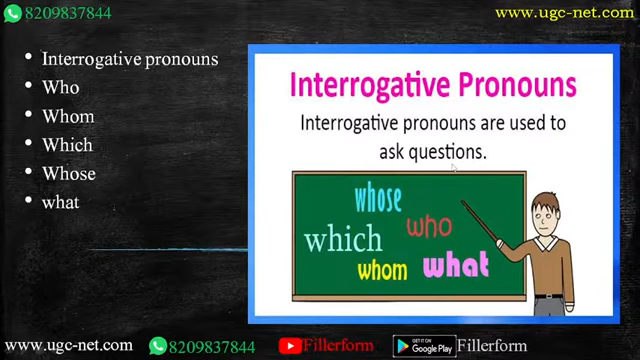 8209837844
www.ugc-net.com
Interrogative pronouns
Who
Whom
Which
Whose
what
Interrogative Pronouns
Interrogative pronouns are used to
ask questions.
whose
which who
whom what
www.ugc-net.com 8209837844 Fillerform GET IT ON Google Play Fillerform